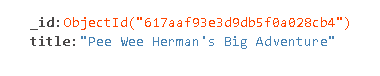 _id:ObjectId("617aaf93e3d9db5f0a028cb4")
title:"Pee Wee Herman's Big Adventure"